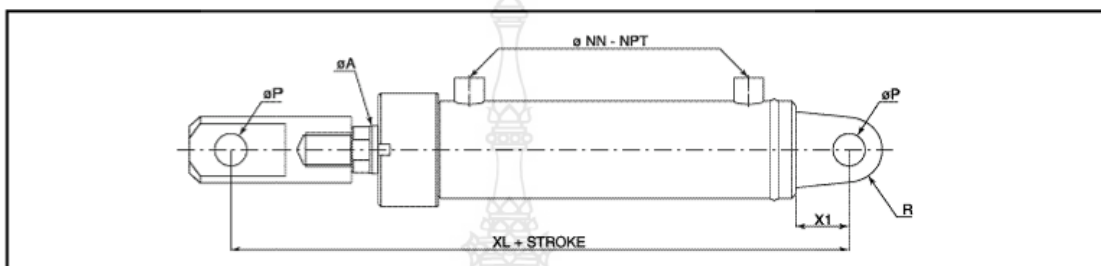 ø NN - NPT
øA
øP
øP
R
X1
XL + STROKE